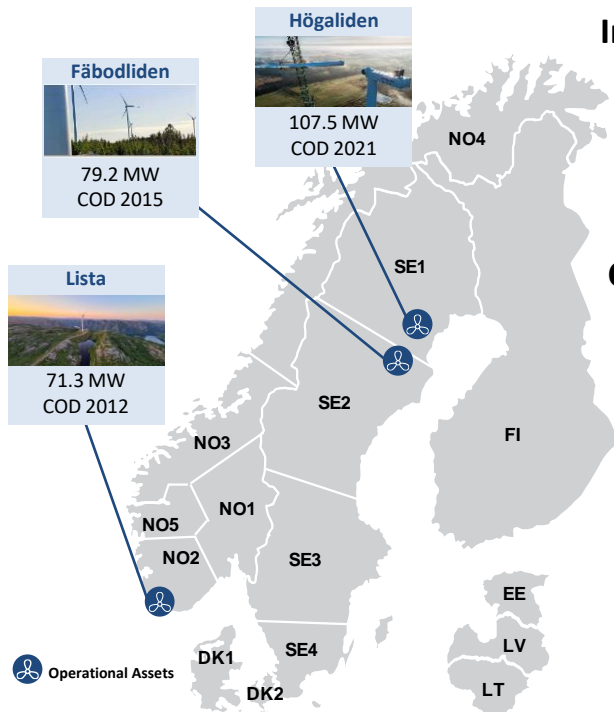 In
Högaliden
107.5 MW
COD 2021
Fäbodliden
79.2 MW
COD 2015
Lista
71.3 MW
COD 2012
NO4
SE1
SE2
FI
NO3
NO1
NO5
NO2
SE3
EE
SE4
LV
DK1
DK2
LT
Operational Assets